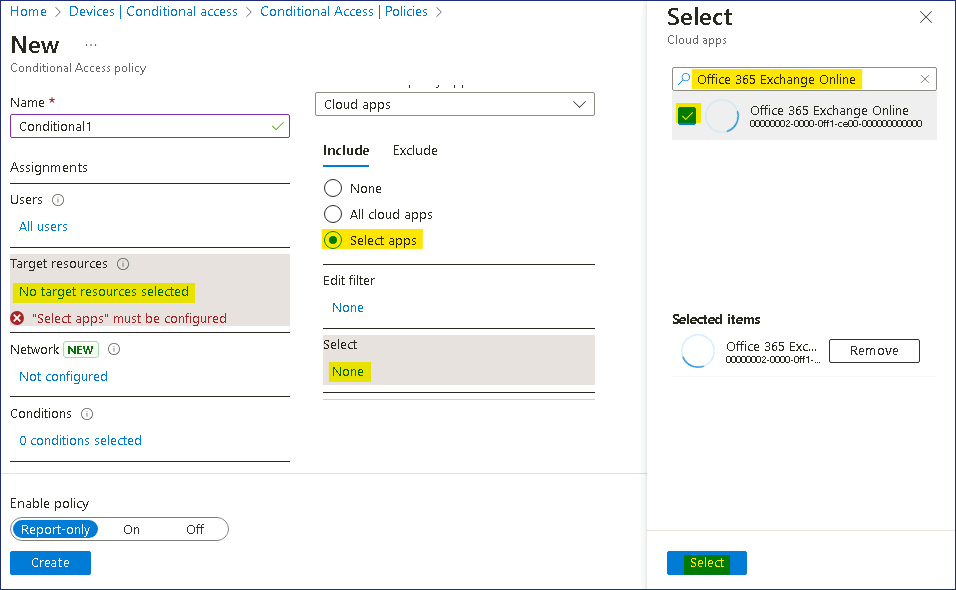 Home > Devices | Conditional access > Conditional Access | Policies >
New ...
Conditional Access policy
Name *
Conditional1
Assignments
Users
All users
Target resources
No target resources selected
"Select apps" must be configured
Network NEW
Not configured
Conditions
0 conditions selected
Enable policy
Report-only On Off
Create
Cloud apps
Include Exclude
None
All cloud apps
Select apps
Edit filter
None
Select
None
Select
Cloud apps
Office 365 Exchange Online
Office 365 Exchange Online
00000002-0000-0ff1-ce00-000000000000
Selected items
Office 365 Exc...
00000002-0000-0ff1-...
Remove
Select